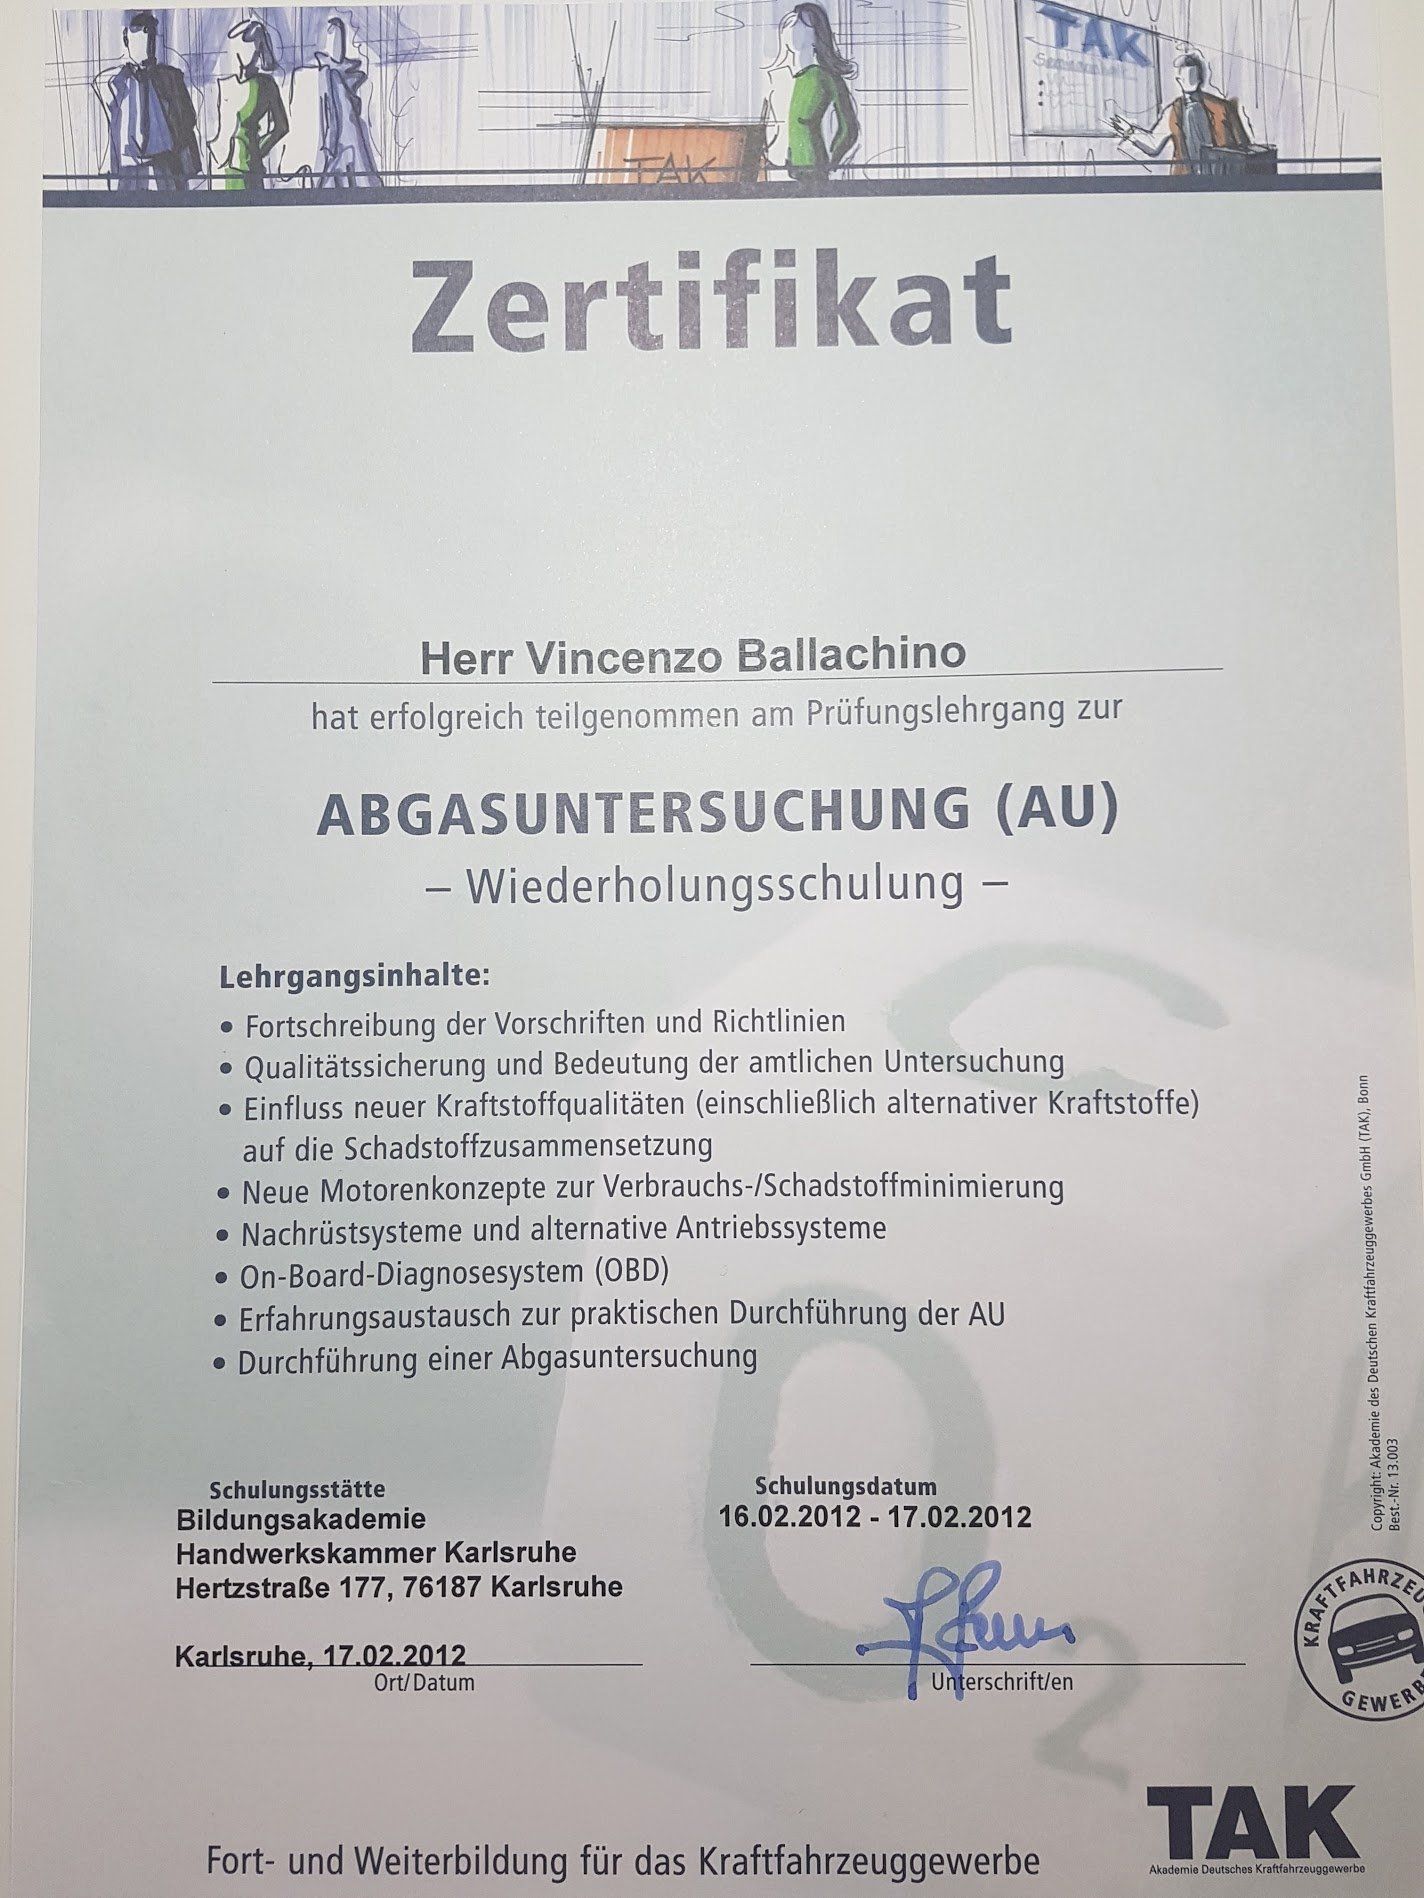 TAK
TAK
Zertifikat
Herr Vincenzo Ballachino
hat erfolgreich teilgenommen am Prüfungslehrgang zur
ABGASUNTERSUCHUNG (AU)
– Wiederholungsschulung –
Lehrgangsinhalte:
• Fortschreibung der Vorschriften und Richtlinien
• Qualitätssicherung und Bedeutung der amtlichen Untersuchung
• Einfluss neuer Kraftstoffqualitäten (einschließlich alternativer Kraftstoffe)
auf die Schadstoffzusammensetzung
• Neue Motorenkonzepte zur Verbrauchs-/Schadstoffminimierung
• Nachrüstsysteme und alternative Antriebssysteme
• On-Board-Diagnosesystem (OBD)
• Erfahrungsaustausch zur praktischen Durchführung der AU
• Durchführung einer Abgasuntersuchung
Schulungsstätte
Bildungsakademie
Handwerkskammer Karlsruhe
Hertzstraße 177, 76187 Karlsruhe
Karlsruhe, 17.02.2012
Ort/Datum
Schulungsdatum
16.02.2012 - 17.02.2012
Unterschrift/en
Copyright: Akademie des Deutschen Kraftfahrzeuggewerbes GmbH (TAK), Bonn
Best.-Nr. 13.003
KRAFTFAHRZEU
GEWERBE
CO2
Fort- und Weiterbildung für das Kraftfahrzeuggewerbe
TAK
Akademie Deutsches Kraftfahrzeuggewerbe